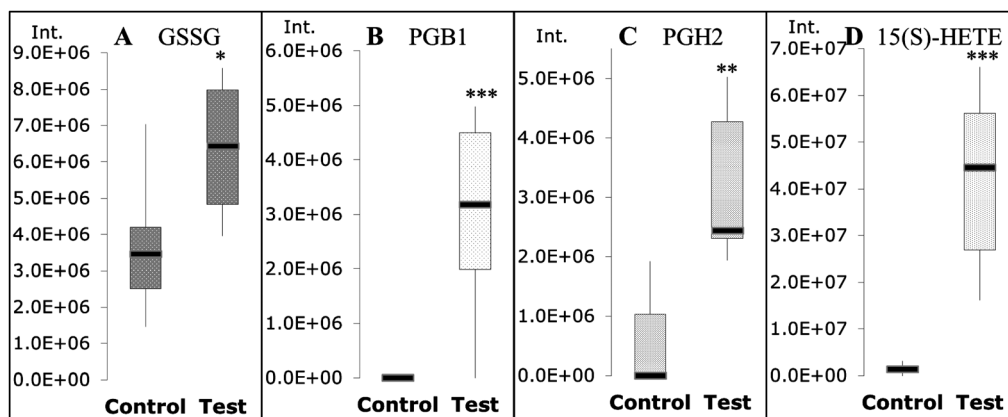 Int. A GSSG
*
9.0E+06
8.0E+06
7.0E+06
6.0E+06
5.0E+06
4.0E+06
3.0E+06
2.0E+06
1.0E+06
0.0E+00
Control Test
Int. B PGB1
***
6.0E+06
5.0E+06
4.0E+06
3.0E+06
2.0E+06
1.0E+06
0.0E+00
Control Test
Int. C PGH2
**
5.0E+06
4.0E+06
3.0E+06
2.0E+06
1.0E+06
0.0E+00
Control Test
Int. D 15(S)-HETE
***
7.0E+07
6.0E+07
5.0E+07
4.0E+07
3.0E+07
2.0E+07
1.0E+07
0.0E+00
Control Test